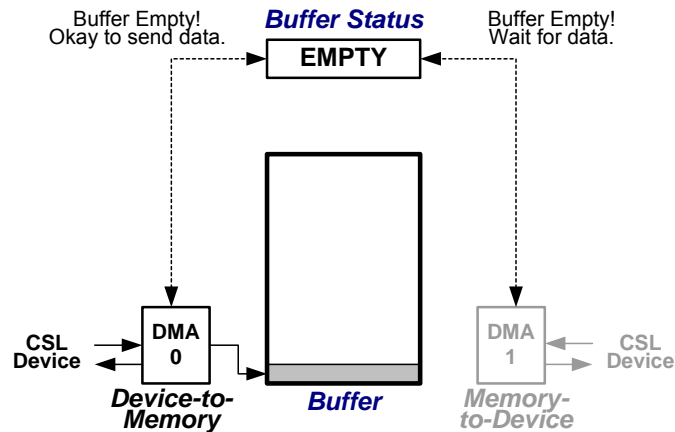 Buffer Empty!
Okay to send data.
Buffer Status
EMPTY
Buffer Empty!
Wait for data.
CSL
Device
DMA
0
Device-to-
Memory
Buffer
DMA
1
CSL
Device
Memory-
to-Device